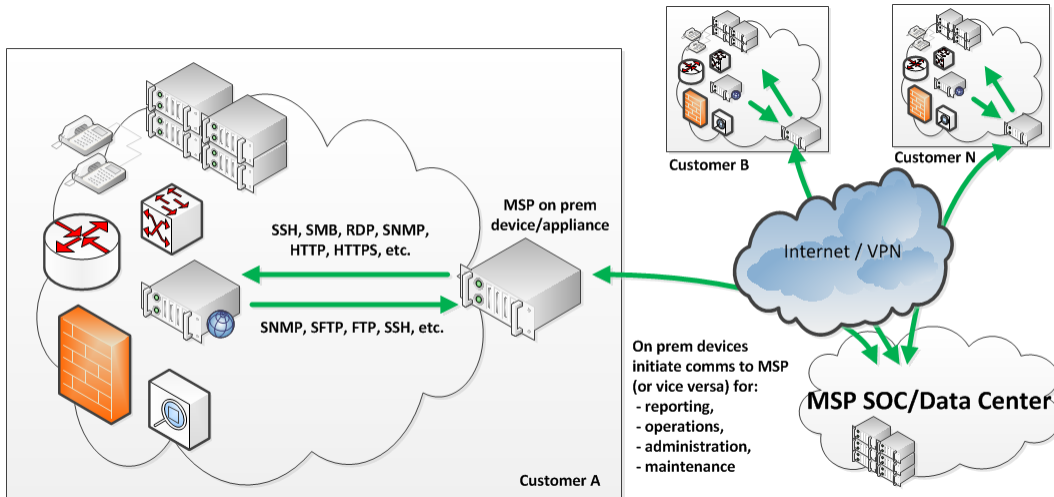 Customer B
Customer N
MSP on prem
device/appliance
SSH, SMB, RDP, SNMP,
HTTP, HTTPS, etc.
SNMP, SFTP, FTP, SSH, etc.
Internet / VPN
On prem devices
initiate comms to MSP
(or vice versa) for:
- reporting,
- operations,
- administration,
- maintenance
MSP SOC/Data Center
Customer A